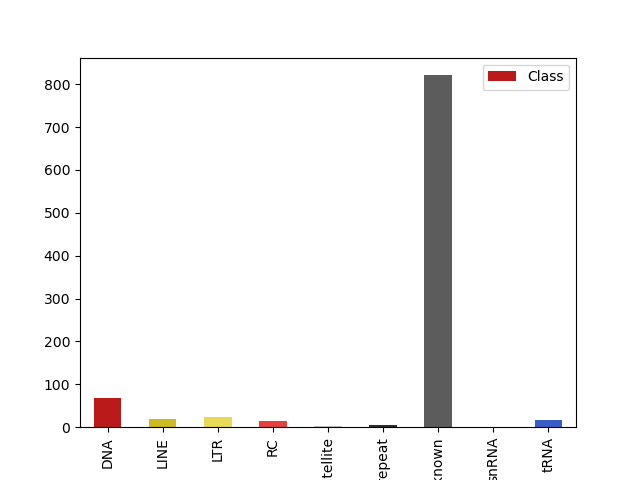 Class
800
700
600
500
400
300
200
100
0
DNA
LINE
LTR
RC
tellite
repeat
known
snRNA
tRNA